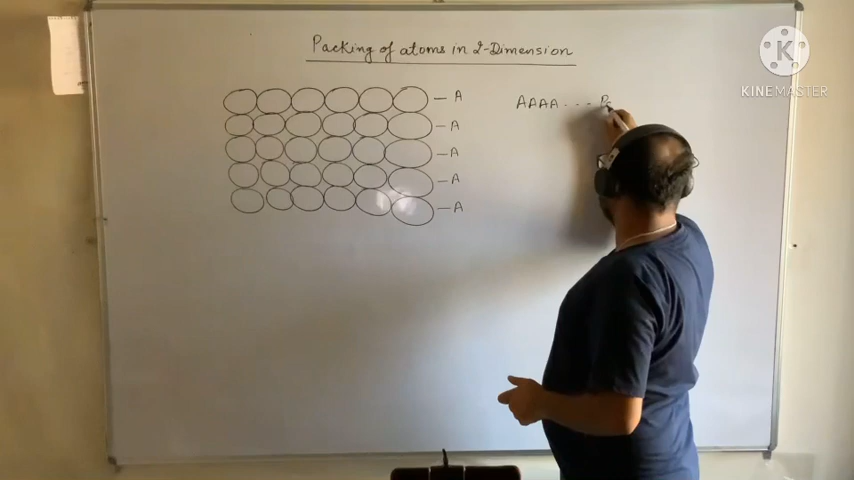 Packing of atoms in 2-Dimension
A
A
A
A
A
AAAA . - - -
K
KINEMASTER